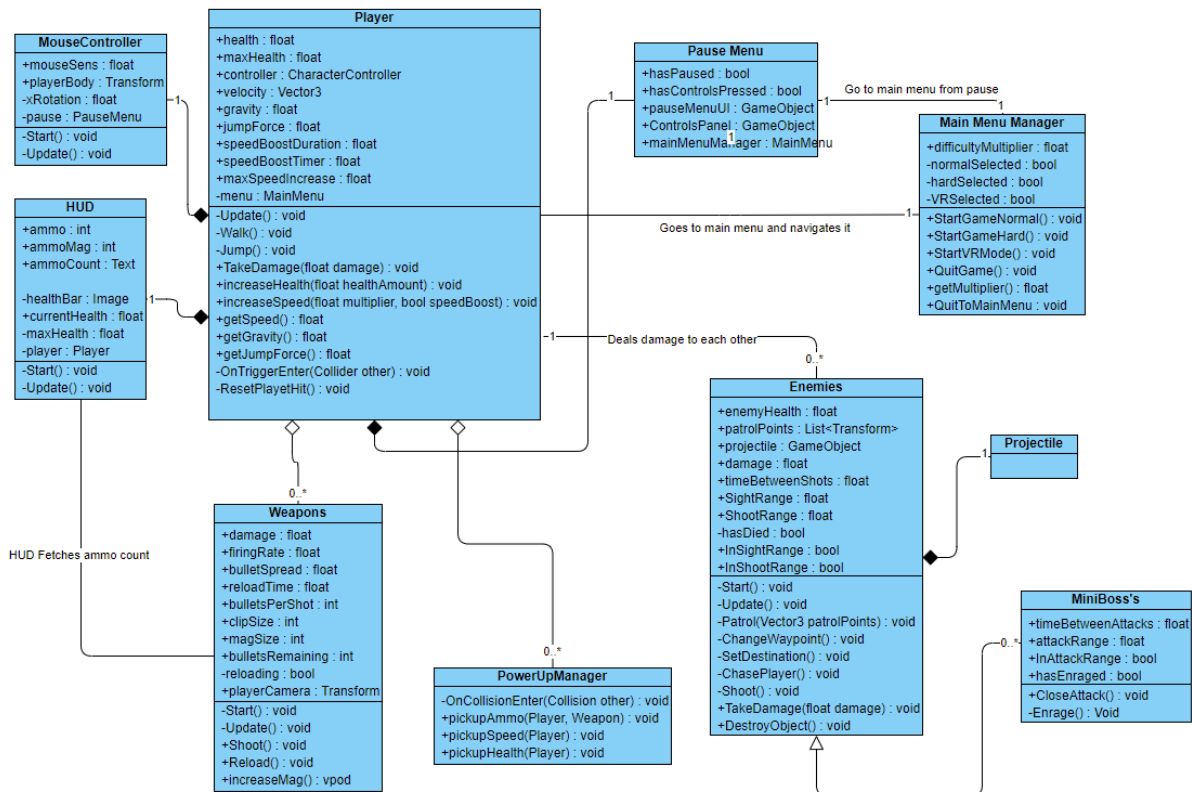 MouseController
+mouseSens : float
+playerBody : Transform
-xRotation : float
-pause : PauseMenu
-Start() : void
-Update() : void
1
HUD
+ammo : int
+ammoMag : int
+ammoCount : Text
-healthBar : Image
+currentHealth : float
-maxHealth : float
-player : Player
-Start() : void
-Update() : void
1
HUD Fetches ammo count
Player
+health : float
+maxHealth : float
+controller : CharacterController
+velocity : Vector3
+gravity : float
+jumpForce : float
+speedBoostDuration : float
+speedBoostTimer : float
+maxSpeedIncrease : float
-menu : MainMenu
-Update() : void
-Walk() : void
-Jump() : void
+TakeDamage(float damage) : void
+increaseHealth(float healthAmount) : void
+increaseSpeed(float multiplier, bool speedBoost) : void
+getSpeed() : float
+getGravity() : float
+getJumpForce() : float
-OnTriggerEnter(Collider other) : void
-ResetPlayetHit() : void
1
Pause Menu
+hasPaused : bool
+hasControlsPressed : bool
+pauseMenuUI : GameObject
+ControlsPanel : GameObject
+mainMenuManager : MainMenu
1
1
Go to main menu from pause
1
Main Menu Manager
+difficultyMultiplier : float
-normalSelected : bool
-hardSelected : bool
-VRSelected : bool
+StartGameNormal() : void
+StartGameHard() : void
+StartVRMode() : void
+QuitGame() : void
+getMultiplier() : float
+QuitToMainMenu : void
1
Goes to main menu and navigates it
1
Deals damage to each other
0..*
Enemies
+enemyHealth : float
+patrolPoints : List<Transform>
+projectile : GameObject
+damage : float
+timeBetweenShots : float
+SightRange : float
+ShootRange : float
-hasDied : bool
+InSightRange : bool
+InShootRange : bool
-Start() : void
-Update() : void
-Patrol(Vector3 patrolPoints) : void
-ChangeWaypoint() : void
-SetDestination() : void
-ChasePlayer() : void
-Shoot() : void
+TakeDamage(float damage) : void
+DestroyObject() : void
1
Projectile
0..*
MiniBoss's
+timeBetweenAttacks : float
+attackRange : float
+InAttackRange : bool
+hasEnraged : bool
+CloseAttack() : void
-Enrage() : Void
0..*
Weapons
+damage : float
+firingRate : float
+bulletSpread : float
+reloadTime : float
+bulletsPerShot : int
+clipSize : int
+magSize : int
+bulletsRemaining : int
-reloading : bool
+playerCamera : Transform
-Start() : void
-Update() : void
+Shoot() : void
+Reload() : void
+increaseMag() : vpod
0..*
PowerUpManager
-OnCollisionEnter(Collision other) : void
+pickupAmmo(Player, Weapon) : void
+pickupSpeed(Player) : void
+pickupHealth(Player) : void